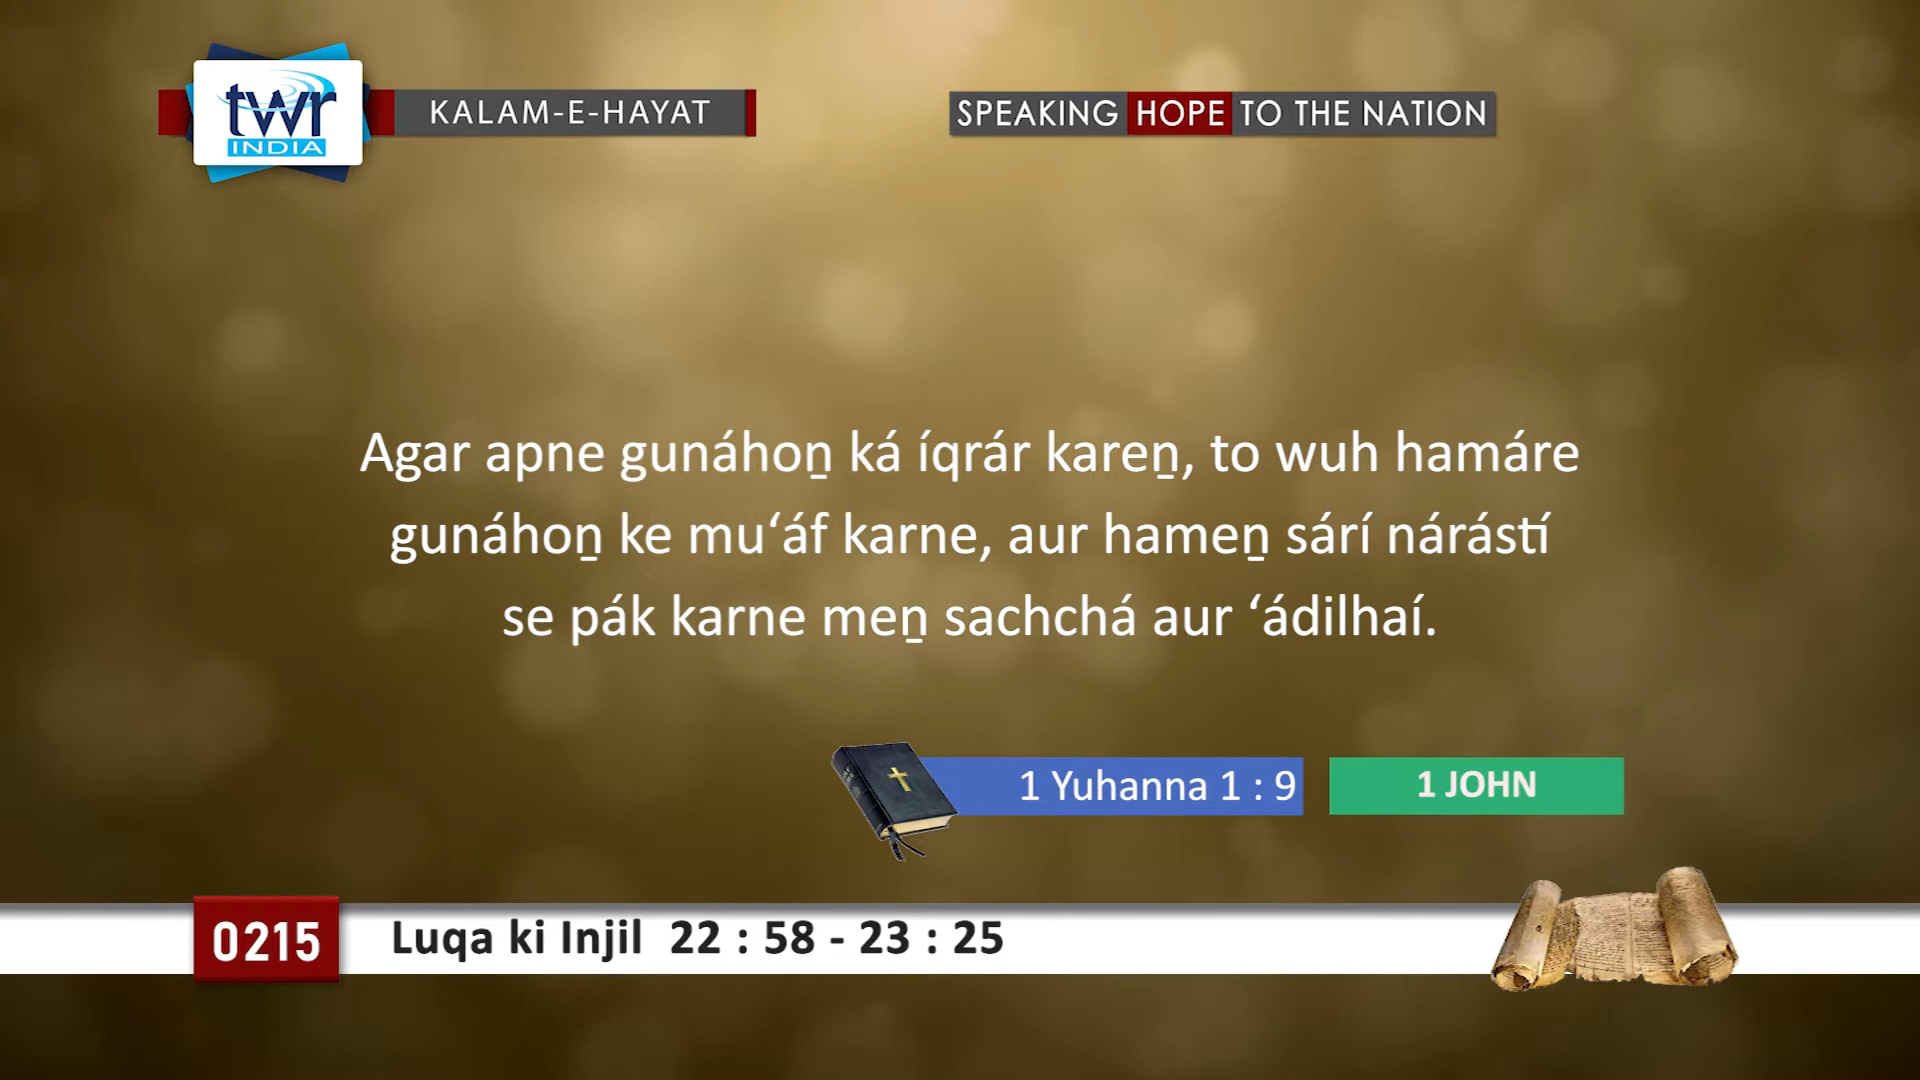 twr
INDIA
KALAM-E-HAYAT
SPEAKING HOPE TO THE NATION
Agar apne gunáhoṉ ká íqrár kareṉ, to wuh hamáre
gunáhoṉ ke mu‘áf karne, aur hameṉ sárí nárástí
se pák karne meṉ sachchá aur ‘ádilhaí.
1 Yuhanna 1 : 9
1 JOHN
0215
Luqa ki Injil 22 : 58 - 23 : 25